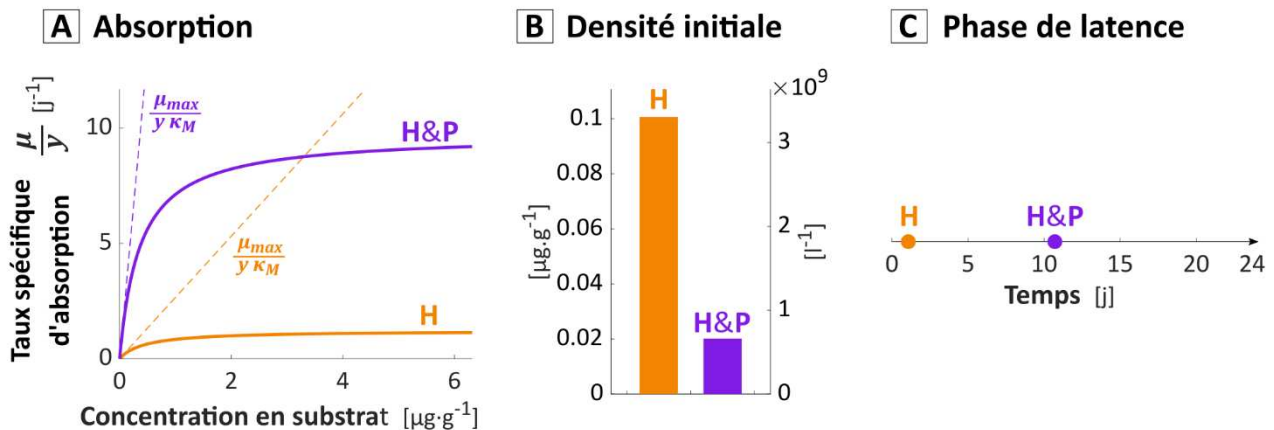 A Absorption
μmax
y κM
H&P
μmax
y κM
H
10
5
0
0 2 4 6
Taux spécifique
d'absorption
μ/y [j-1]
Concentration en substrat [μg·g-1]
B Densité initiale
×10^9
H
H&P
0.1
0.08
0.06
0.04
0.02
0
[μg.g-1]
3
2
1
0
[l-1]
C Phase de latence
H H&P
0 5 10 15 20 24
Temps [j]